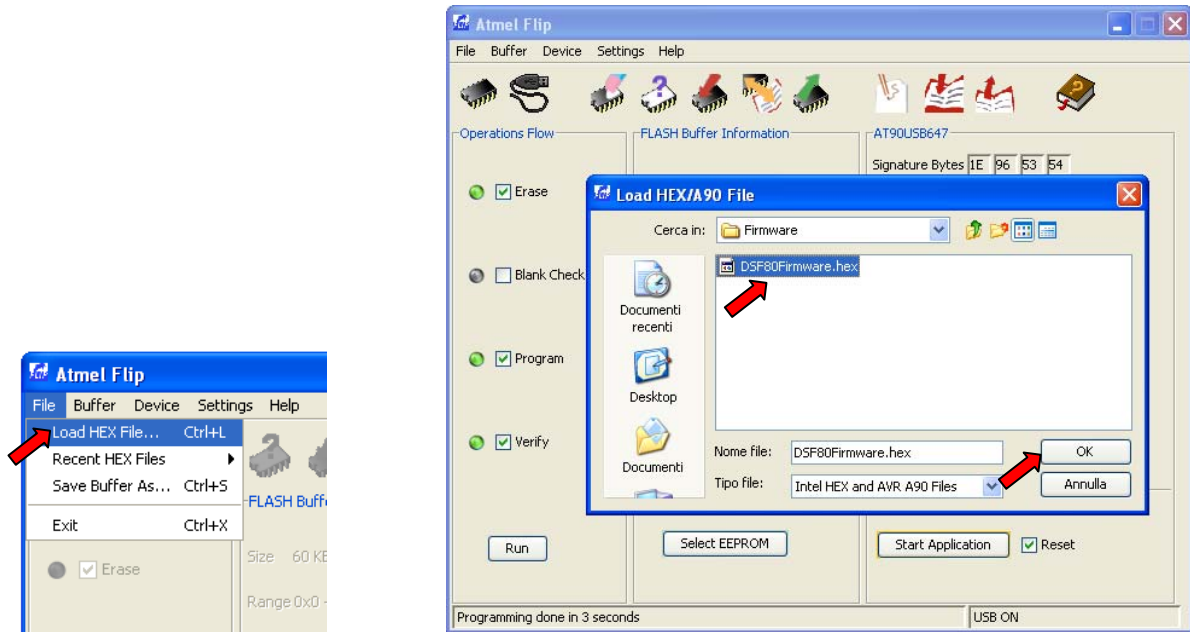 Atmel Flip
File Buffer Device Settings Help
Load HEX File... Ctrl+L
Recent HEX Files
Save Buffer As... Ctrl+S
Exit Ctrl+X
FLASH Buff
Size 60 KE
Range 0x0 -
Erase
Atmel Flip
File Buffer Device Settings Help
Operations Flow
FLASH Buffer Information
AT90USB647
Signature Bytes 1E 96 53 54
Erase
Blank Check
Program
Verify
Run
Load HEX/A90 File
Cerca in: Firmware
DSF80Firmware.hex
Documenti
recenti
Desktop
Documenti
Nome file: DSF80Firmware.hex OK
Tipo file: Intel HEX and AVR A90 Files Annulla
Select EEPROM
Start Application Reset
Programming done in 3 seconds USB ON